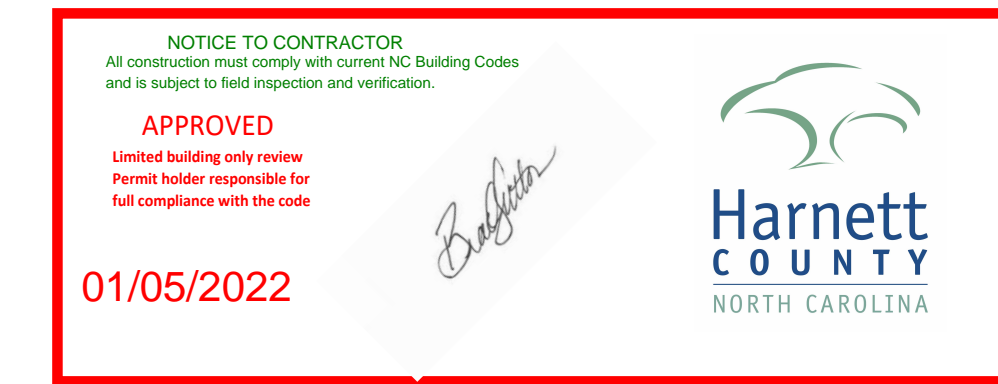 NOTICE TO CONTRACTOR
All construction must comply with current NC Building Codes
and is subject to field inspection and verification.
APPROVED
Limited building only review
Permit holder responsible for
full compliance with the code
01/05/2022
Harnett
COUNTY
NORTH CAROLINA